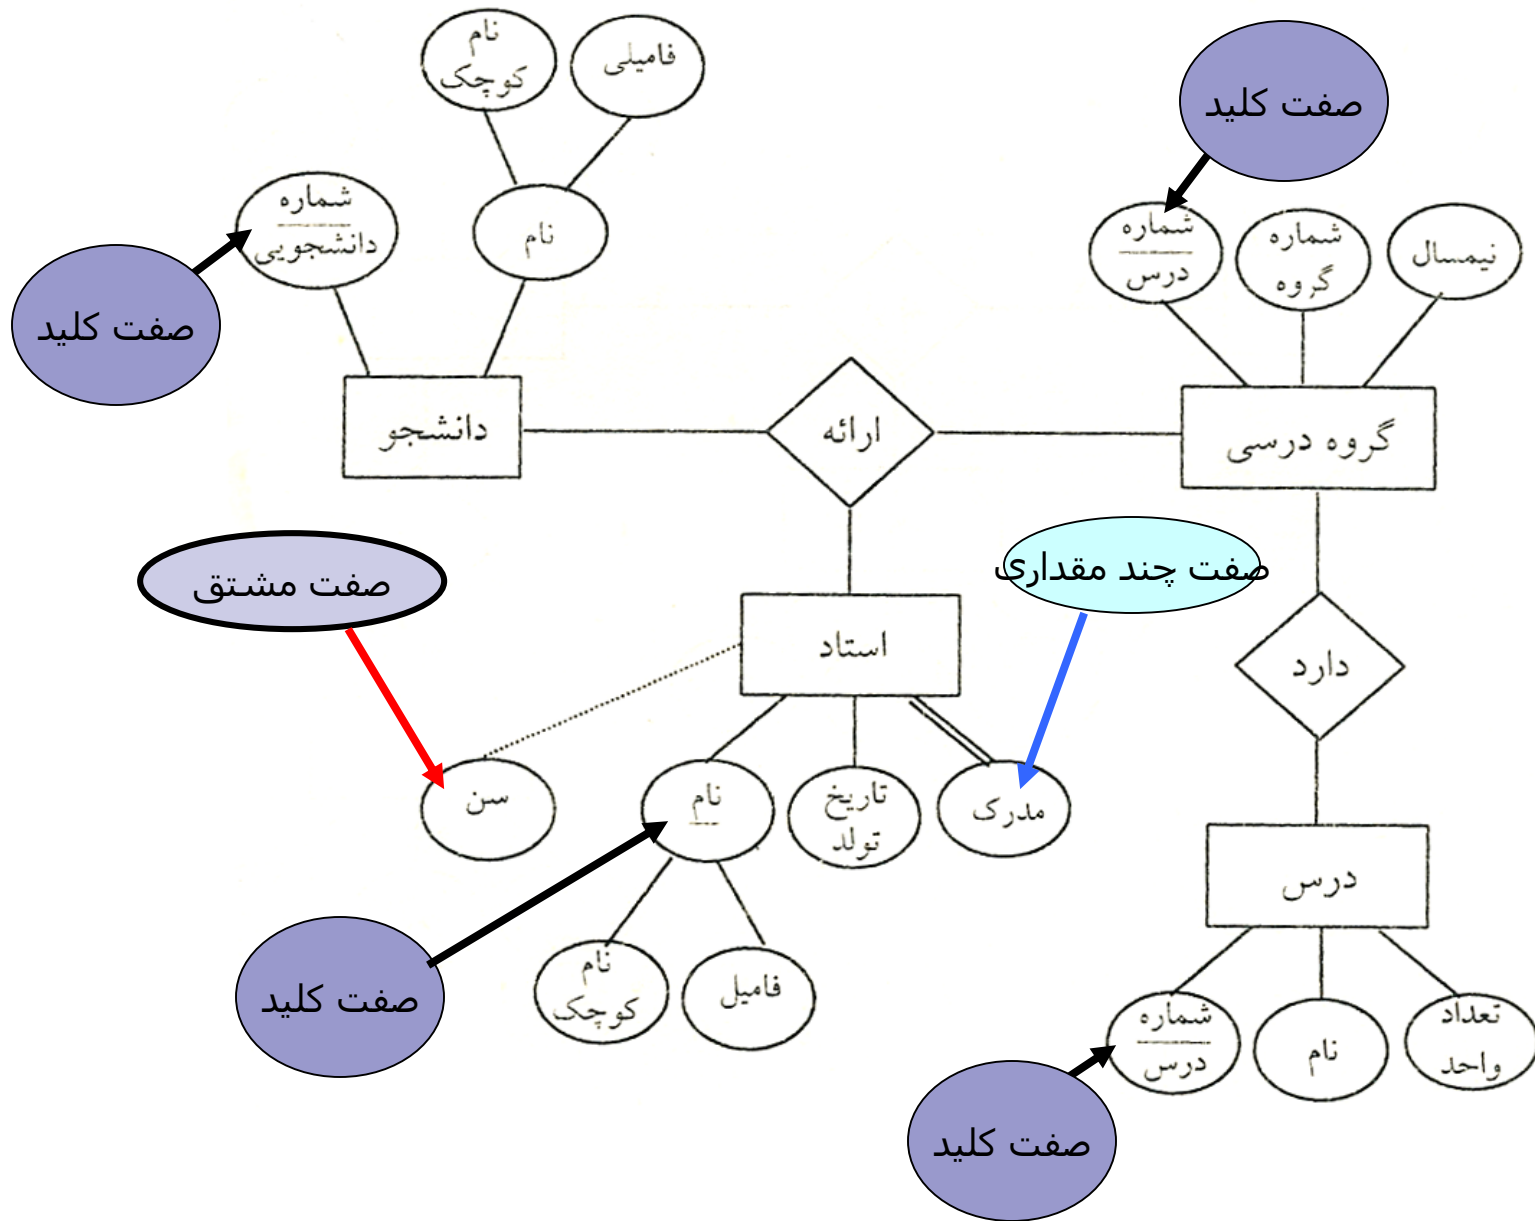 نام
کوچک
فامیلی
صفت کلید
شماره
دانشجویی
نام
شماره
درس
شماره
گروه
نیمسال
صفت کلید
دانشجو
ارائه
گروه درسی
صفت مشتق
صفت چند مقداری
استاد
دارد
سن
نام
تاریخ
تولد
مدرک
درس
صفت کلید
نام
کوچک
فامیل
شماره
درس
نام
تعداد
واحد
صفت کلید